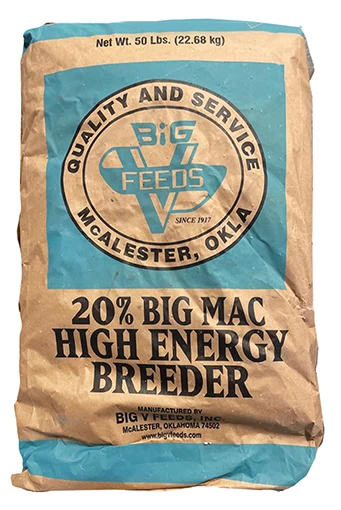 Net Wt. 50 Lbs. (22.68 kg)
QUALITY AND SERVICE
BiG
V
FEEDS
SINCE 1917
McALESTER, OKLA
20% BIG MAC
HIGH ENERGY
BREEDER
MANUFACTURED BY
BIG V FEEDS, INC.
McALESTER, OKLAHOMA 74502
www.bigvfeeds.com